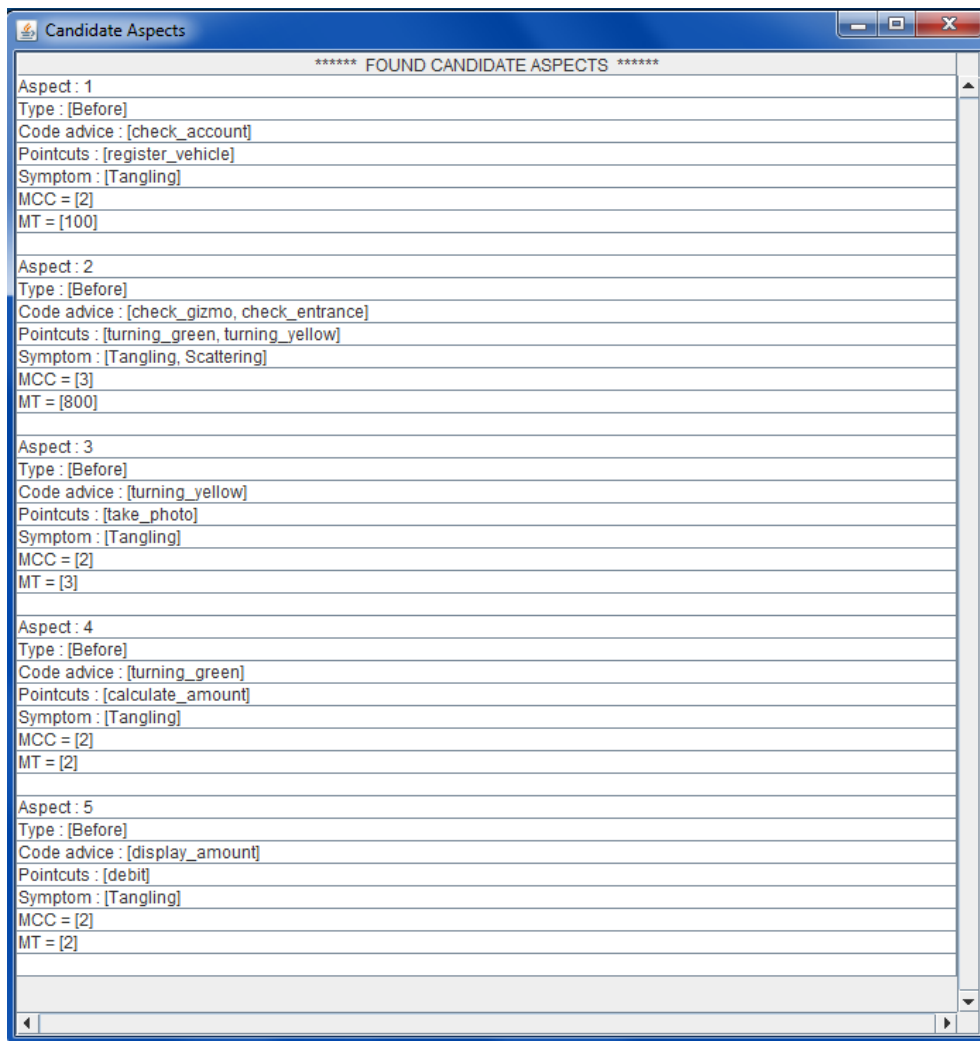 Candidate Aspects
****** FOUND CANDIDATE ASPECTS ******
Aspect : 1
Type : [Before]
Code advice : [check_account]
Pointcuts : [register_vehicle]
Symptom : [Tangling]
MCC = [2]
MT = [100]
Aspect : 2
Type : [Before]
Code advice : [check_gizmo, check_entrance]
Pointcuts : [turning_green, turning_yellow]
Symptom : [Tangling, Scattering]
MCC = [3]
MT = [800]
Aspect : 3
Type : [Before]
Code advice : [turning_yellow]
Pointcuts : [take_photo]
Symptom : [Tangling]
MCC = [2]
MT = [3]
Aspect : 4
Type : [Before]
Code advice : [turning_green]
Pointcuts : [calculate_amount]
Symptom : [Tangling]
MCC = [2]
MT = [2]
Aspect : 5
Type : [Before]
Code advice : [display_amount]
Pointcuts : [debit]
Symptom : [Tangling]
MCC = [2]
MT = [2]